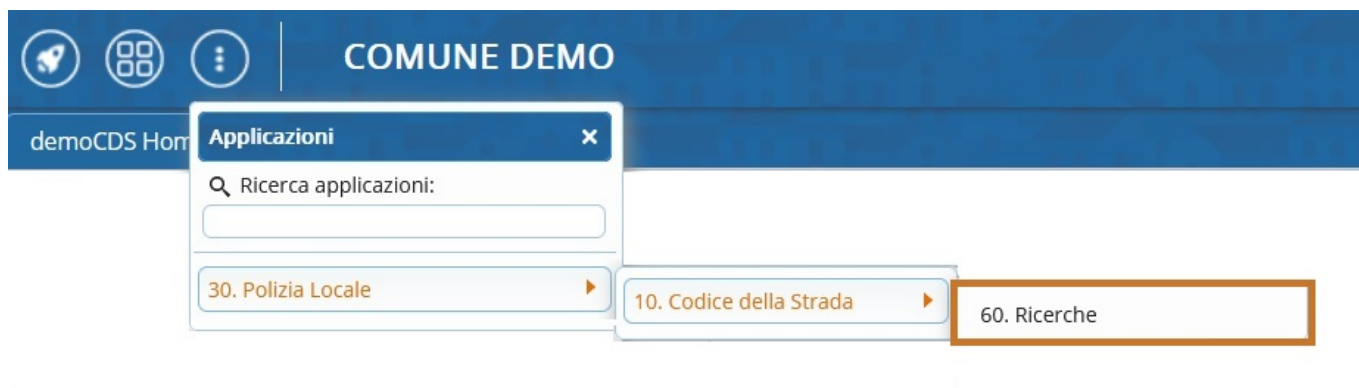 COMUNE DEMO
demoCDS Hom
Applicazioni
Ricerca applicazioni:
30. Polizia Locale
10. Codice della Strada
60. Ricerche